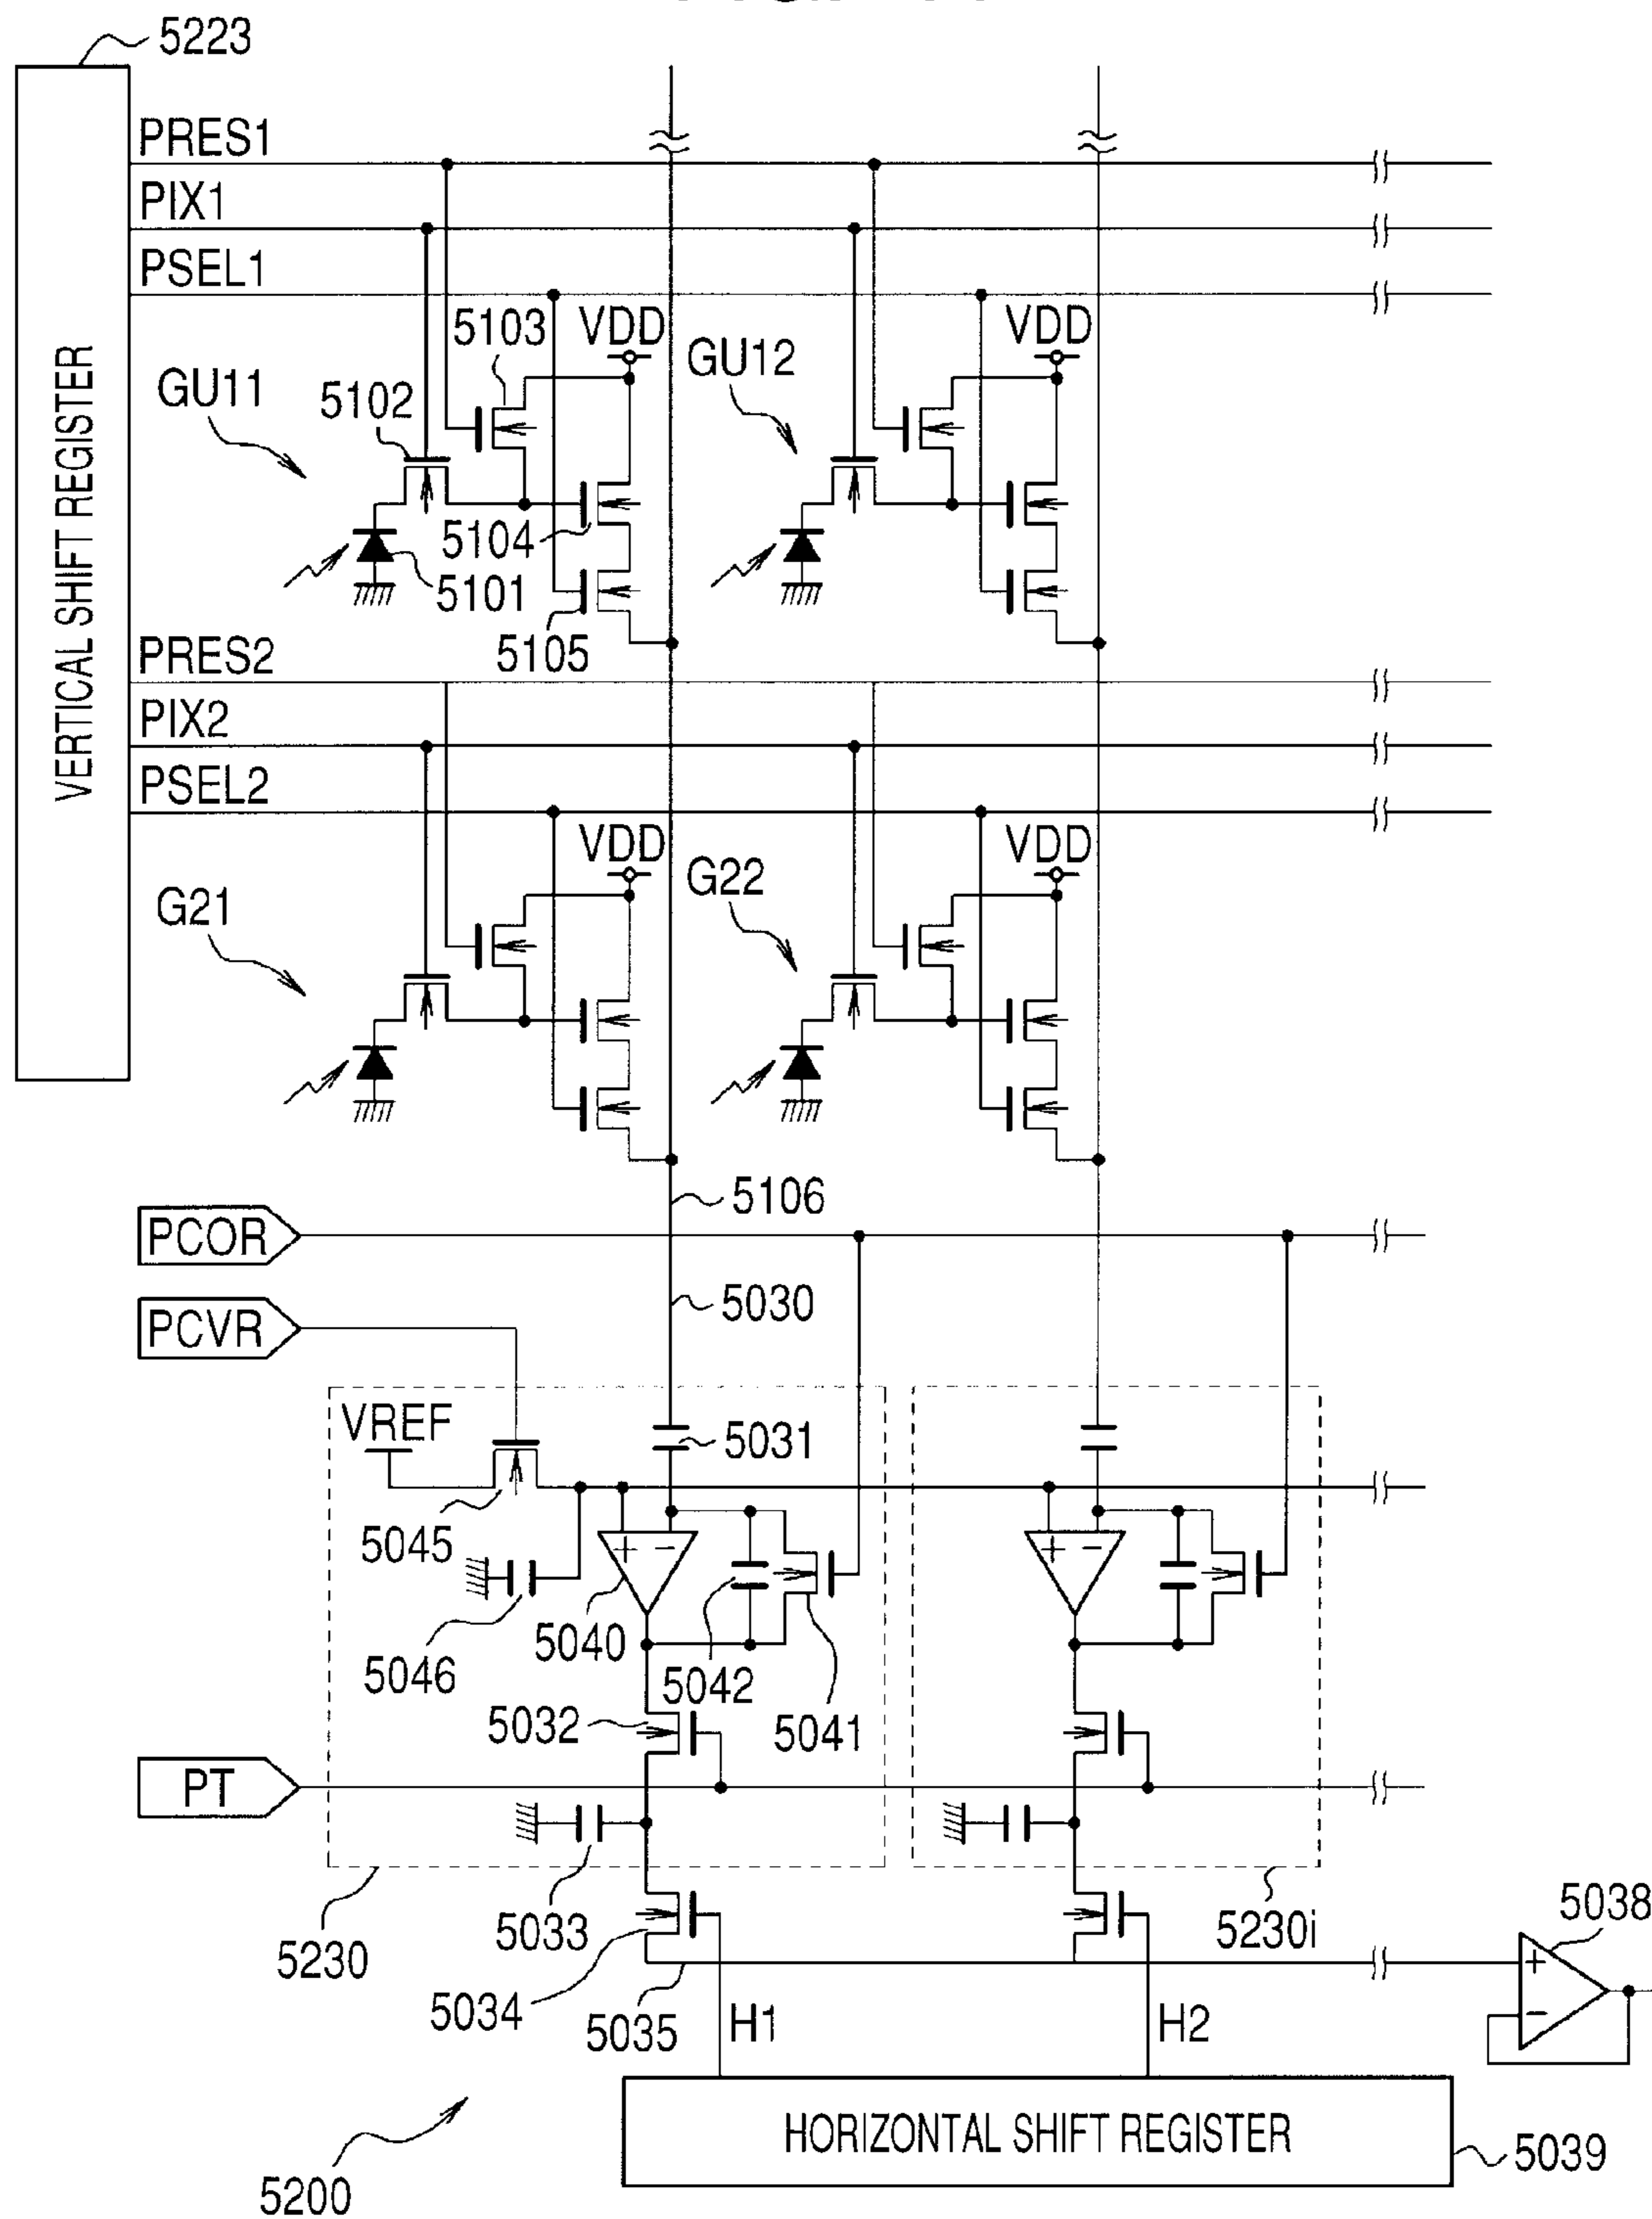 5223
PRES1
PIX1
PSEL1
VERTICAL SHIFT REGISTER
5103
VDD
VDD
GU11
GU12
5102
5104
5101
5105
PRES2
PIX2
PSEL2
VDD
VDD
G21
G22
5106
PCOR
5030
PCVR
VREF
5031
5045
+ −
+ −
5040
5046
5042
5032
5041
PT
5033
5230
5230i
5038
+
−
5034
5035
H1
H2
HORIZONTAL SHIFT REGISTER
5039
5200